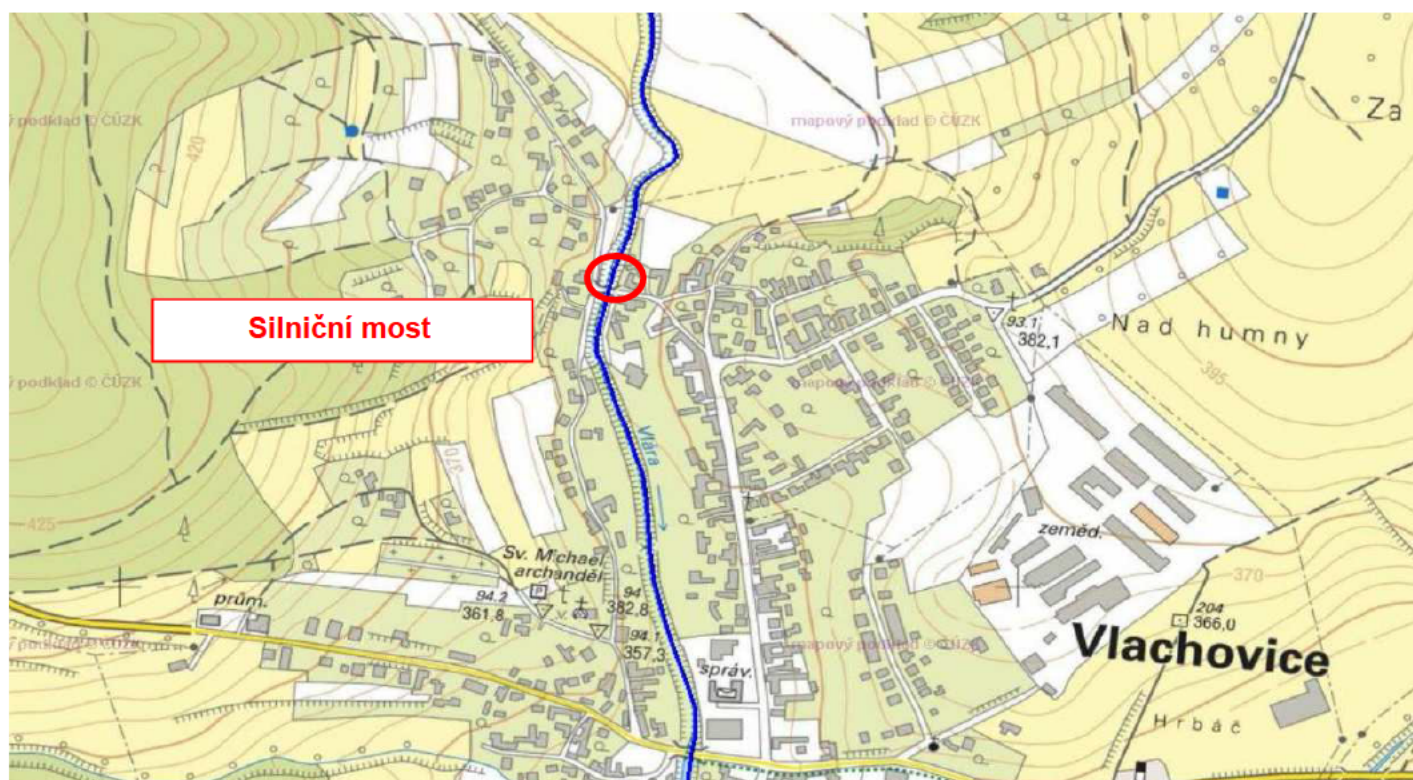 ý podklad © ČÚZK
mapový podklad © ČÚZK
Za
420
Silniční most
93.1
382,1
Nad humny
395
ý podklad © ČÚZK
mapový podklad © ČÚZK
Vlára
370
425
zeměd.
370
Sv. Michael
archanděl
94.2
361,8
94
382,8
94.1
357,3
prům.
204
366,0
Vlachovice
ý podklad © ČÚZK
mapový podklad © ČÚZK
správ.
Hrbáč